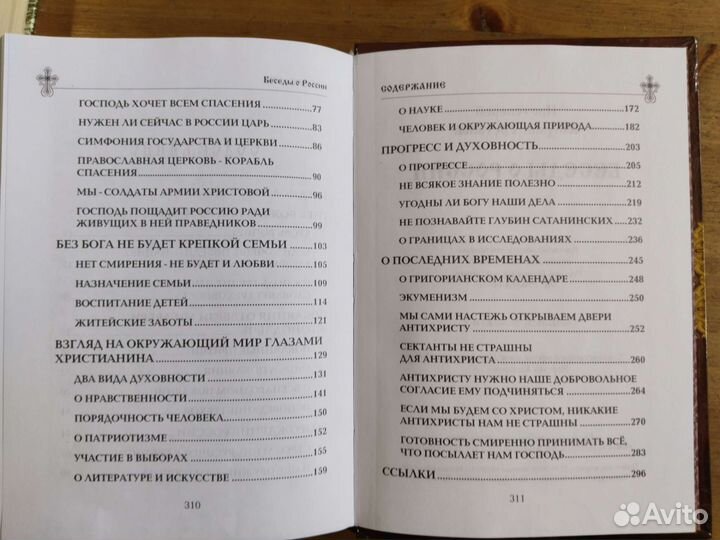 Беседы о России
ГОСПОДЬ ХОЧЕТ ВСЕМ СПАСЕНИЯ 77
НУЖЕН ЛИ СЕЙЧАС В РОССИИ ЦАРЬ 83
СИМФОНИЯ ГОСУДАРСТВА И ЦЕРКВИ 86
ПРАВОСЛАВНАЯ ЦЕРКОВЬ - КОРАБЛЬ
СПАСЕНИЯ 90
МЫ - СОЛДАТЫ АРМИИ ХРИСТОВОЙ 96
ГОСПОДЬ ПОЩАДИТ РОССИЮ РАДИ
ЖИВУЩИХ В НЕЙ ПРАВЕДНИКОВ 99
БЕЗ БОГА НЕ БУДЕТ КРЕПКОЙ СЕМЬИ 103
НЕТ СМИРЕНИЯ - НЕ БУДЕТ И ЛЮБВИ 105
НАЗНАЧЕНИЕ СЕМЬИ 109
ВОСПИТАНИЕ ДЕТЕЙ 114
ЖИТЕЙСКИЕ ЗАБОТЫ 121
ВЗГЛЯД НА ОКРУЖАЮЩИЙ МИР ГЛАЗАМИ
ХРИСТИАНИНА 129
ДВА ВИДА ДУХОВНОСТИ 131
О НРАВСТВЕННОСТИ 141
ПОРЯДОЧНОСТЬ ЧЕЛОВЕКА 150
О ПАТРИОТИЗМЕ 152
УЧАСТИЕ В ВЫБОРАХ 155
О ЛИТЕРАТУРЕ И ИСКУССТВЕ 159
310
СОДЕРЖАНИЕ
О НАУКЕ 172
ЧЕЛОВЕК И ОКРУЖАЮЩАЯ ПРИРОДА 182
ПРОГРЕСС И ДУХОВНОСТЬ 203
О ПРОГРЕССЕ 205
НЕ ВСЯКОЕ ЗНАНИЕ ПОЛЕЗНО 212
УГОДНЫ ЛИ БОГУ НАШИ ДЕЛА 219
НЕ ПОЗНАВАЙТЕ ГЛУБИН САТАНИНСКИХ 232
О ГРАНИЦАХ В ИССЛЕДОВАНИЯХ 236
О ПОСЛЕДНИХ ВРЕМЕНАХ 245
О ГРИГОРИАНСКОМ КАЛЕНДАРЕ 248
ЭКУМЕНИЗМ 250
МЫ САМИ НАСТЕЖЬ ОТКРЫВАЕМ ДВЕРИ
АНТИХРИСТУ 252
СЕКТАНТЫ НЕ СТРАШНЫ
ДЛЯ АНТИХРИСТА 260
АНТИХРИСТУ НУЖНО НАШЕ ДОБРОВОЛЬНОЕ
СОГЛАСИЕ ЕМУ ПОДЧИНЯТЬСЯ 264
ЕСЛИ МЫ БУДЕМ СО ХРИСТОМ, НИКАКИЕ
АНТИХРИСТЫ НАМ НЕ СТРАШНЫ 270
ГОТОВНОСТЬ СМИРЕННО ПРИНИМАТЬ ВСЁ,
ЧТО ПОСЫЛАЕТ НАМ ГОСПОДЬ 283
ССЫЛКИ 296
311
Avito